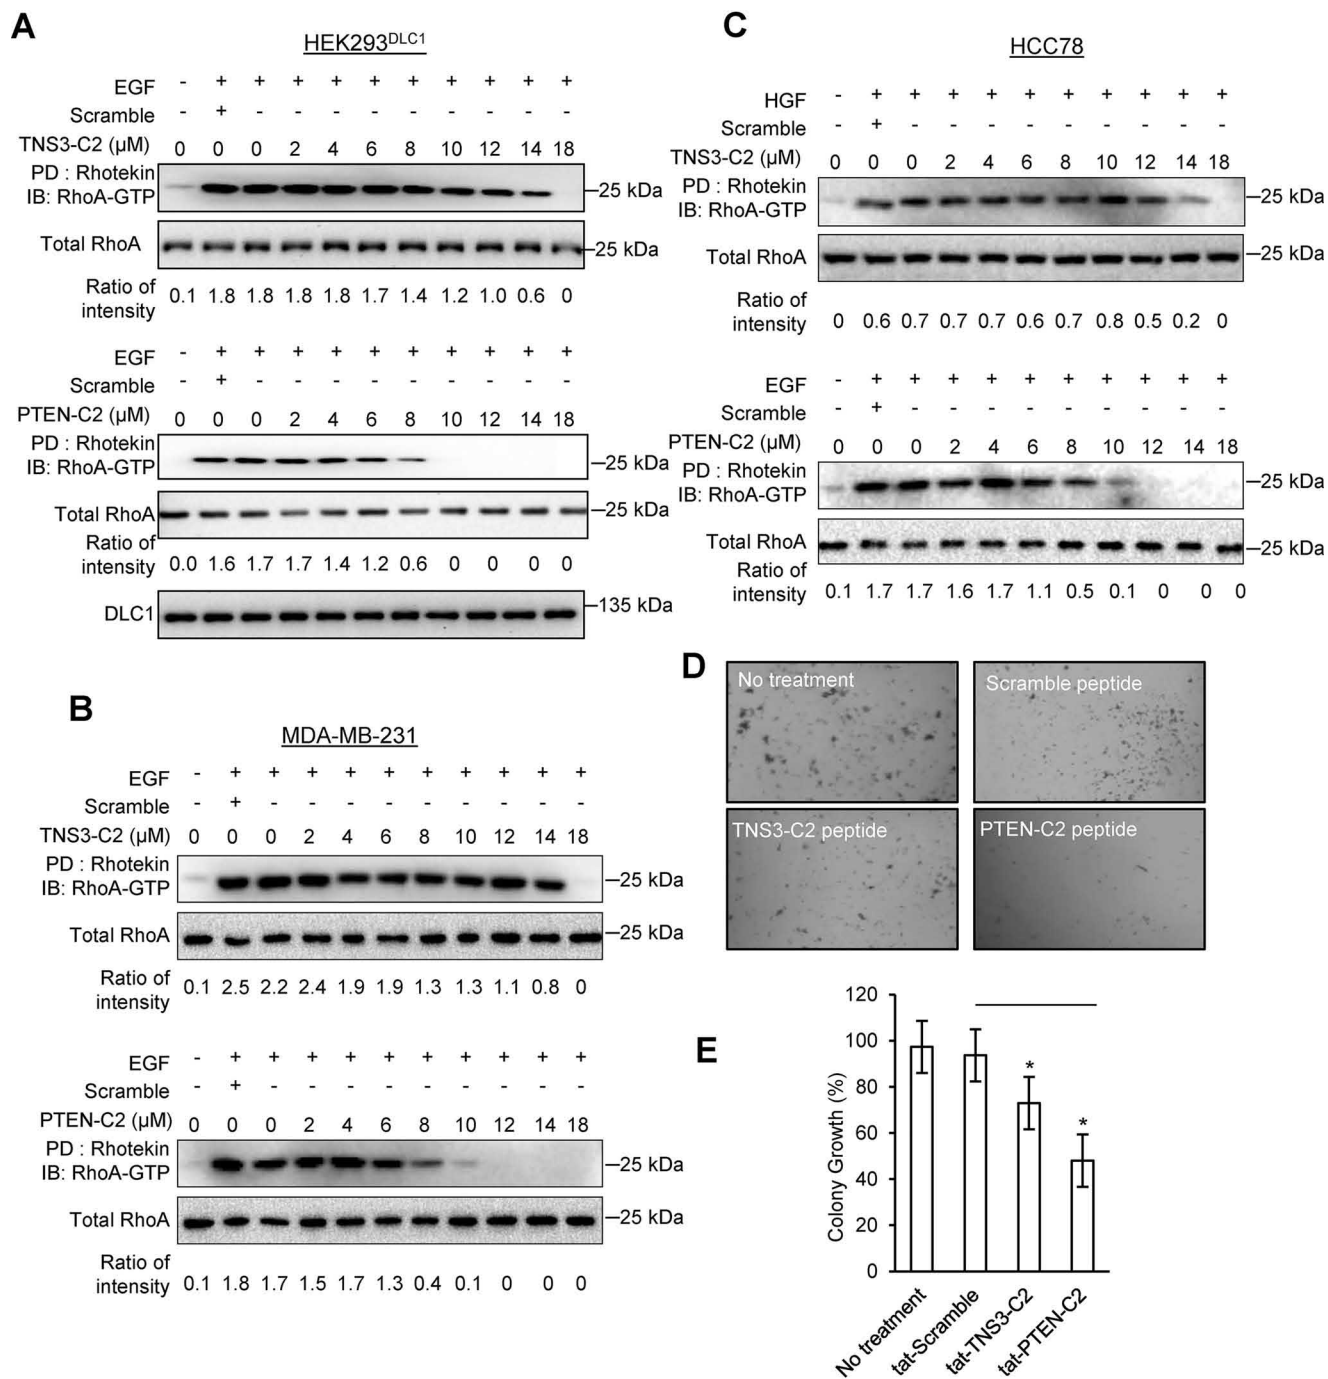 A
HEK293DLC1
EGF - + + + + + + + + + +
Scramble - + - - - - - - - - -
TNS3-C2 (µM) 0 0 0 2 4 6 8 10 12 14 18
PD : Rhotekin
IB: RhoA-GTP
–25 kDa
Total RhoA
–25 kDa
Ratio of
intensity 0.1 1.8 1.8 1.8 1.8 1.7 1.4 1.2 1.0 0.6 0
EGF - + + + + + + + + + +
Scramble - + - - - - - - - - -
PTEN-C2 (µM) 0 0 0 2 4 6 8 10 12 14 18
PD : Rhotekin
IB: RhoA-GTP
–25 kDa
Total RhoA
–25 kDa
Ratio of
intensity 0.0 1.6 1.7 1.7 1.4 1.2 0.6 0 0 0 0
DLC1
–135 kDa
B
MDA-MB-231
EGF - + + + + + + + + + +
Scramble - + - - - - - - - - -
TNS3-C2 (µM) 0 0 0 2 4 6 8 10 12 14 18
PD : Rhotekin
IB: RhoA-GTP
–25 kDa
Total RhoA
–25 kDa
Ratio of
intensity 0.1 2.5 2.2 2.4 1.9 1.9 1.3 1.3 1.1 0.8 0
EGF - + + + + + + + + + +
Scramble - + - - - - - - - - -
PTEN-C2 (µM) 0 0 0 2 4 6 8 10 12 14 18
PD : Rhotekin
IB: RhoA-GTP
–25 kDa
Total RhoA
–25 kDa
Ratio of
intensity 0.1 1.8 1.7 1.5 1.7 1.3 0.4 0.1 0 0 0
C
HCC78
HGF - + + + + + + + + + +
Scramble - + - - - - - - - - -
TNS3-C2 (µM) 0 0 0 2 4 6 8 10 12 14 18
PD : Rhotekin
IB: RhoA-GTP
–25 kDa
Total RhoA
–25 kDa
Ratio of
intensity 0 0.6 0.7 0.7 0.7 0.6 0.7 0.8 0.5 0.2 0
EGF - + + + + + + + + + +
Scramble - + - - - - - - - - -
PTEN-C2 (µM) 0 0 0 2 4 6 8 10 12 14 18
PD : Rhotekin
IB: RhoA-GTP
–25 kDa
Total RhoA
–25 kDa
Ratio of
intensity 0.1 1.7 1.7 1.6 1.7 1.1 0.5 0.1 0 0 0
D
No treatment
Scramble peptide
TNS3-C2 peptide
PTEN-C2 peptide
E
Colony Growth (%)
120
100
80
60
40
20
0
*
*
No treatment
tat-Scramble
tat-TNS3-C2
tat-PTEN-C2